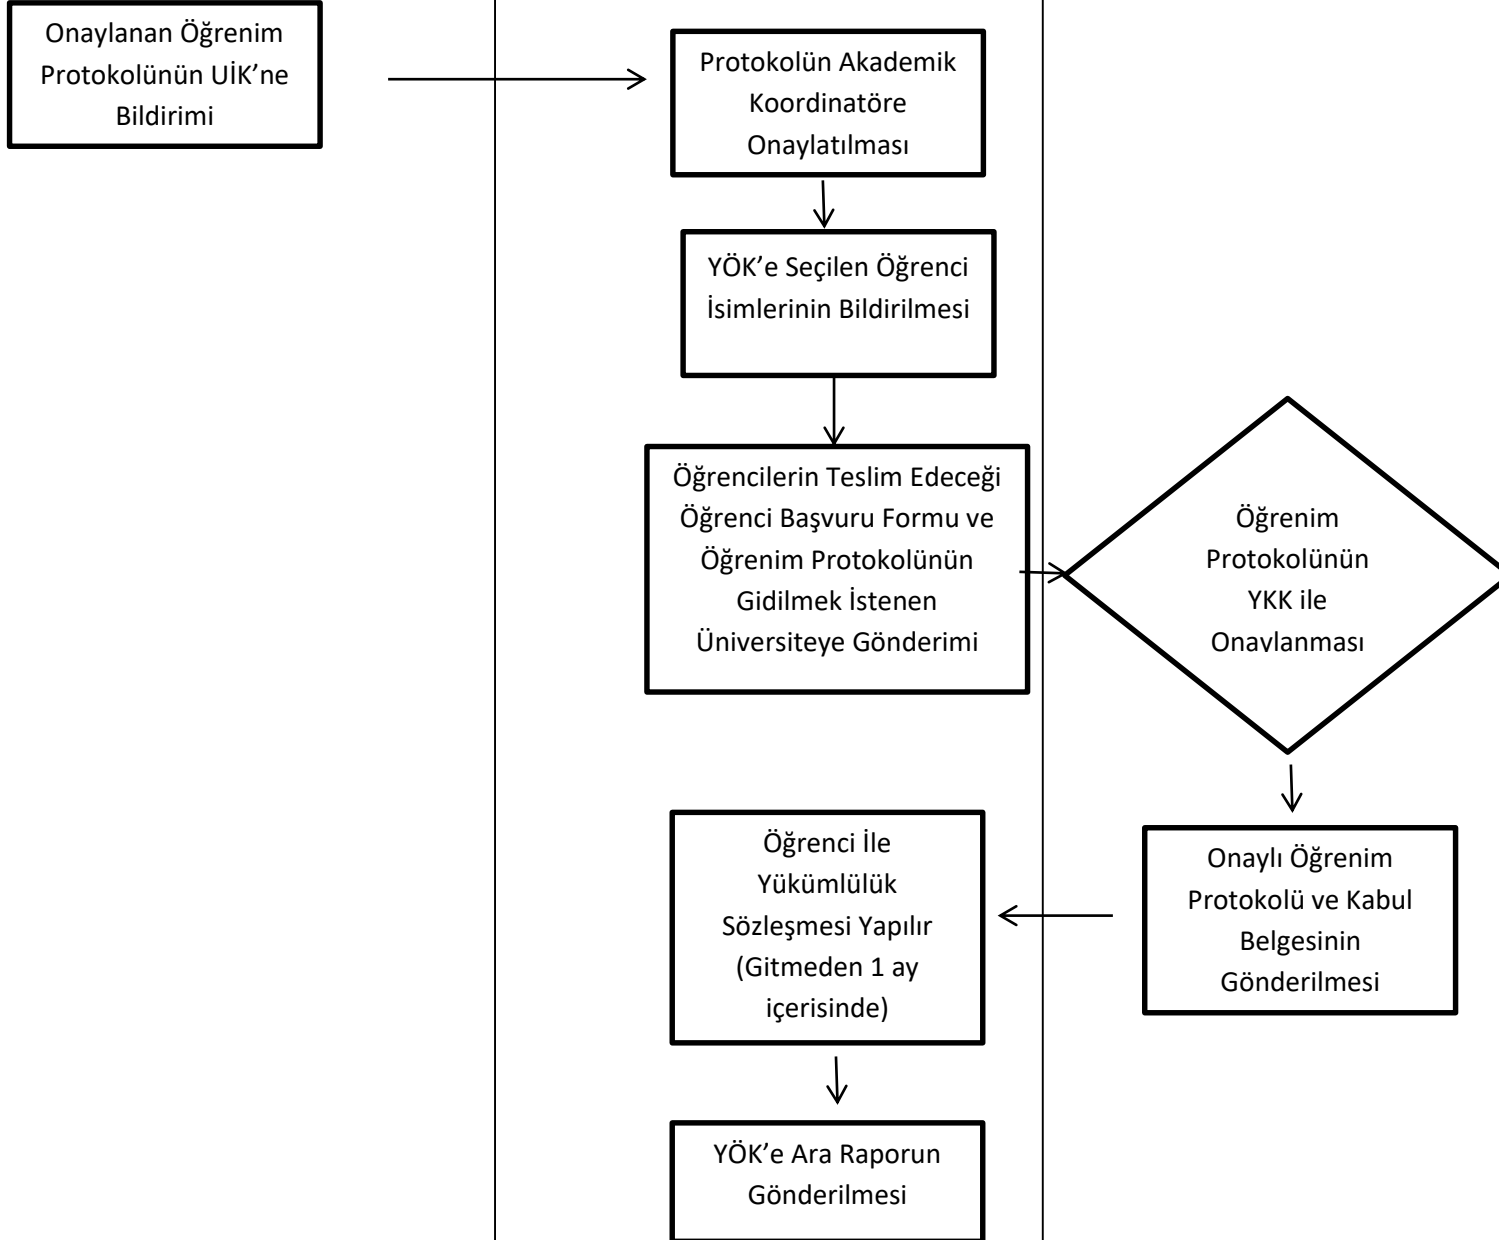 Onaylanan Öğrenim
Protokolünün UİK’ne
Bildirimi
Protokolün Akademik
Koordinatöre
Onaylatılması
YÖK’e Seçilen Öğrenci
İsimlerinin Bildirilmesi
Öğrencilerin Teslim Edeceği
Öğrenci Başvuru Formu ve
Öğrenim Protokolünün
Gidilmek İstenen
Üniversiteye Gönderimi
Öğrenim
Protokolünün
YKK ile
Onaylanması
Onaylı Öğrenim
Protokolü ve Kabul
Belgesinin
Gönderilmesi
Öğrenci İle
Yükümlülük
Sözleşmesi Yapılır
(Gitmeden 1 ay
içerisinde)
YÖK’e Ara Raporun
Gönderilmesi